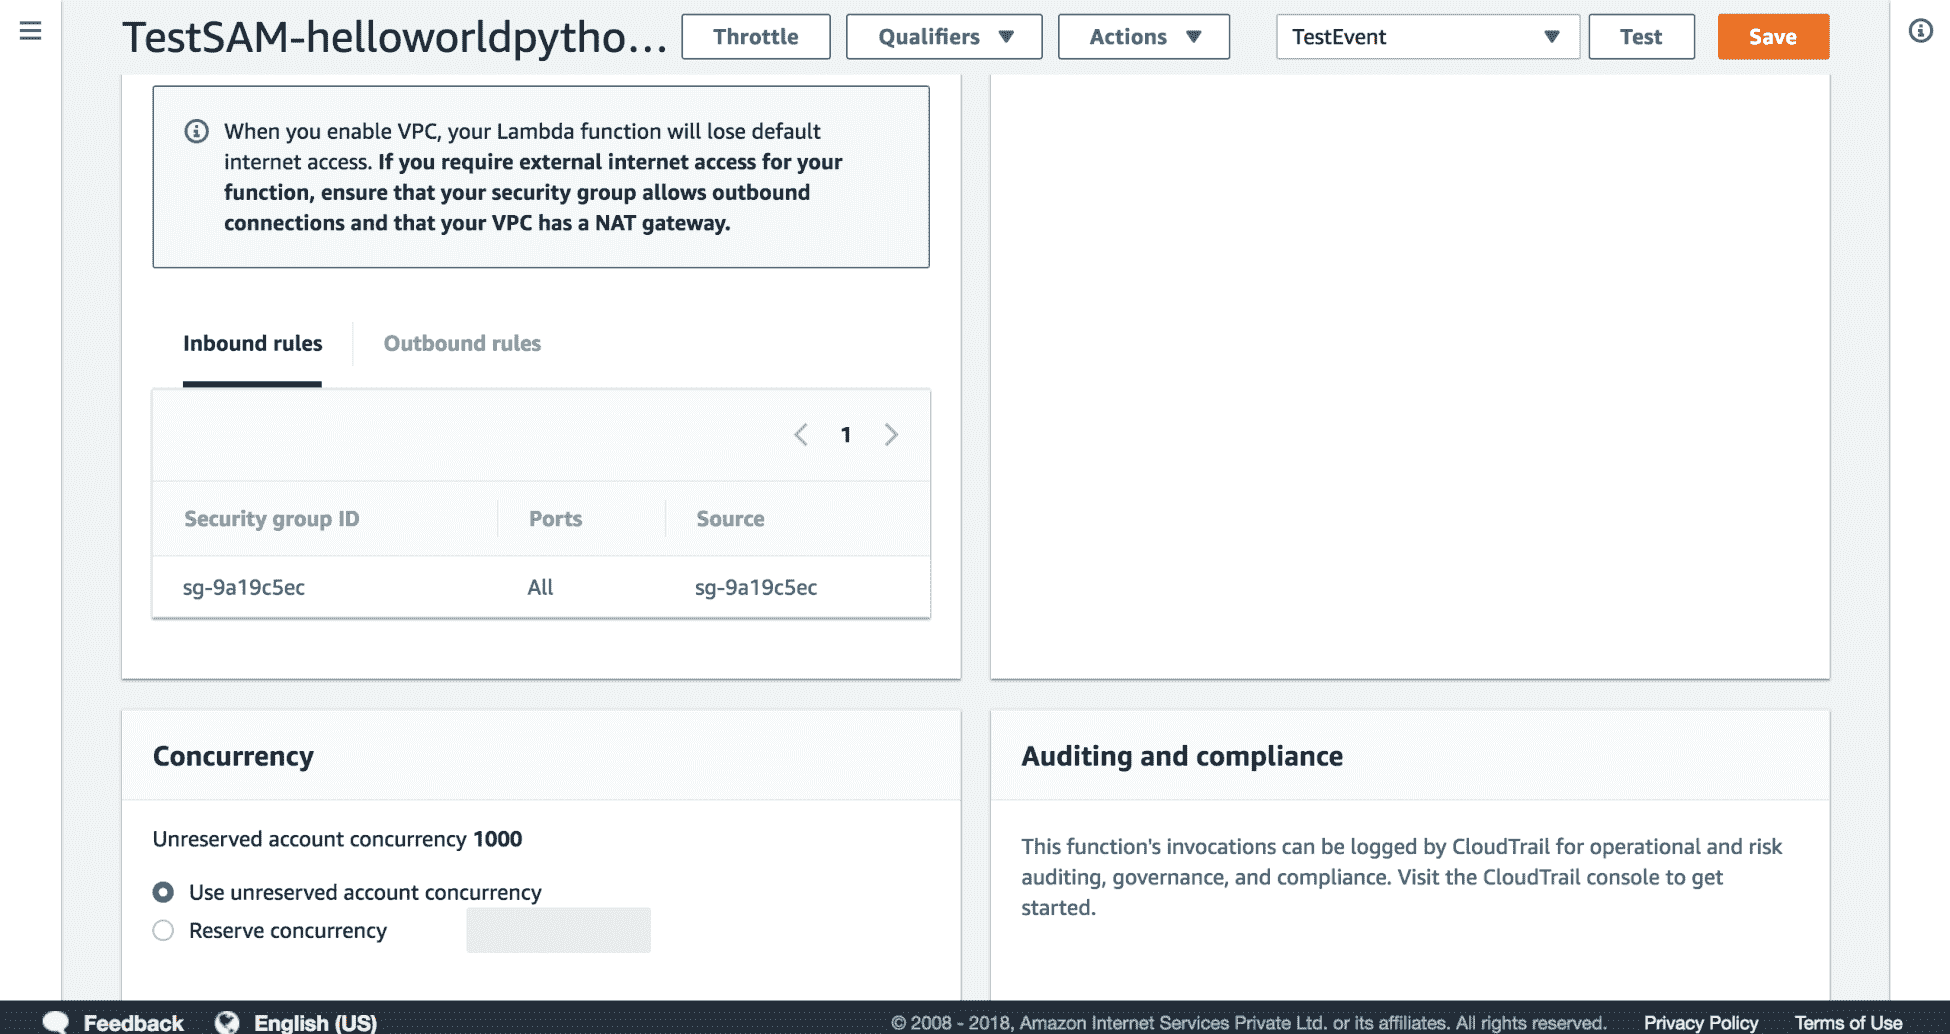 TestSAM-helloworldpytho...
Throttle
Qualifiers
Actions
TestEvent
Test
Save
When you enable VPC, your Lambda function will lose default
internet access. If you require external internet access for your
function, ensure that your security group allows outbound
connections and that your VPC has a NAT gateway.
Inbound rules
Outbound rules
1
Security group ID
Ports
Source
sg-9a19c5ec
All
sg-9a19c5ec
Concurrency
Unreserved account concurrency 1000
Use unreserved account concurrency
Reserve concurrency
Auditing and compliance
This function's invocations can be logged by CloudTrail for operational and risk
auditing, governance, and compliance. Visit the CloudTrail console to get
started.
Feedback
English (US)
© 2008 - 2018, Amazon Internet Services Private Ltd. or its affiliates. All rights reserved.
Privacy Policy
Terms of Use